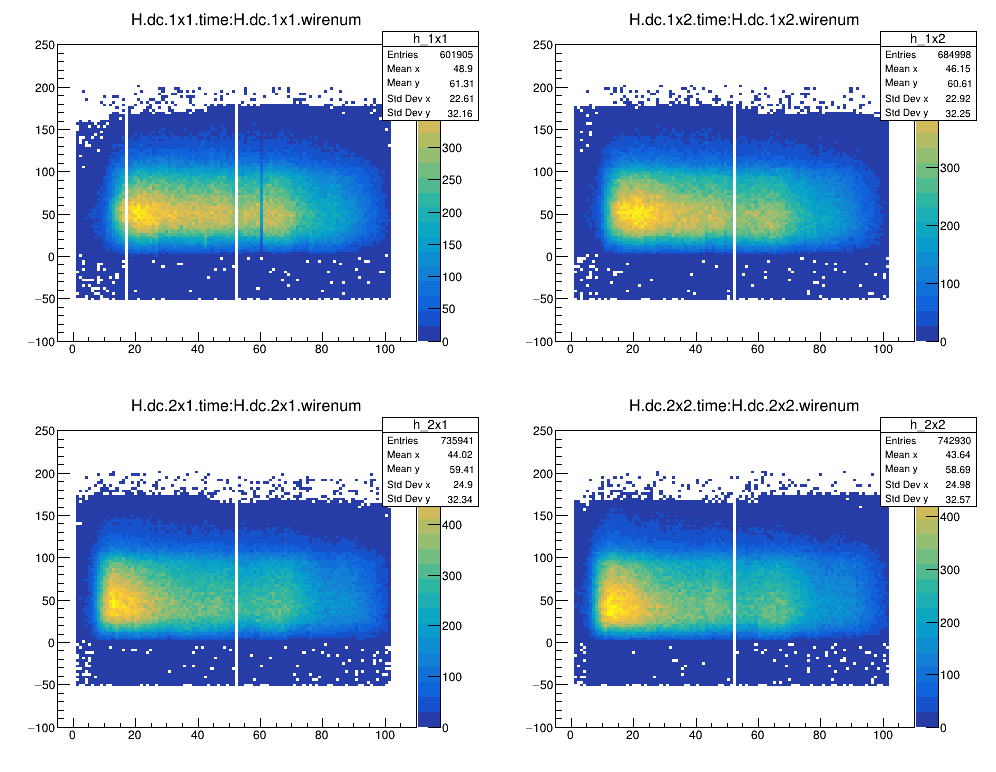 H.dc.1x1.time:H.dc.1x1.wirenum
h_1x1
Entries 601905
Mean x 48.9
Mean y 61.31
Std Dev x 22.61
Std Dev y 32.16
250
200
150
100
50
0
−50
−100
0 20 40 60 80 100
300
250
200
150
100
50
0
H.dc.1x2.time:H.dc.1x2.wirenum
h_1x2
Entries 684998
Mean x 46.15
Mean y 60.61
Std Dev x 22.92
Std Dev y 32.25
250
200
150
100
50
0
−50
−100
0 20 40 60 80 100
300
200
100
0
H.dc.2x1.time:H.dc.2x1.wirenum
h_2x1
Entries 735941
Mean x 44.02
Mean y 59.41
Std Dev x 24.9
Std Dev y 32.34
250
200
150
100
50
0
−50
−100
0 20 40 60 80 100
400
300
200
100
0
H.dc.2x2.time:H.dc.2x2.wirenum
h_2x2
Entries 742930
Mean x 43.64
Mean y 58.69
Std Dev x 24.98
Std Dev y 32.57
250
200
150
100
50
0
−50
−100
0 20 40 60 80 100
400
300
200
100
0